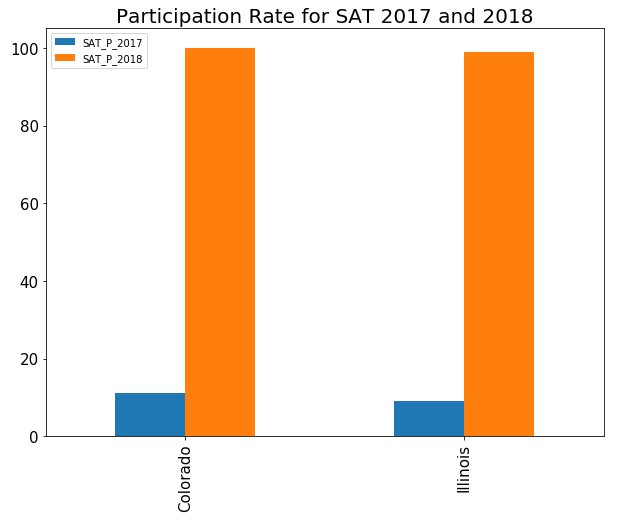 Participation Rate for SAT 2017 and 2018
SAT_P_2017
SAT_P_2018
100
80
60
40
20
0
Colorado
Illinois